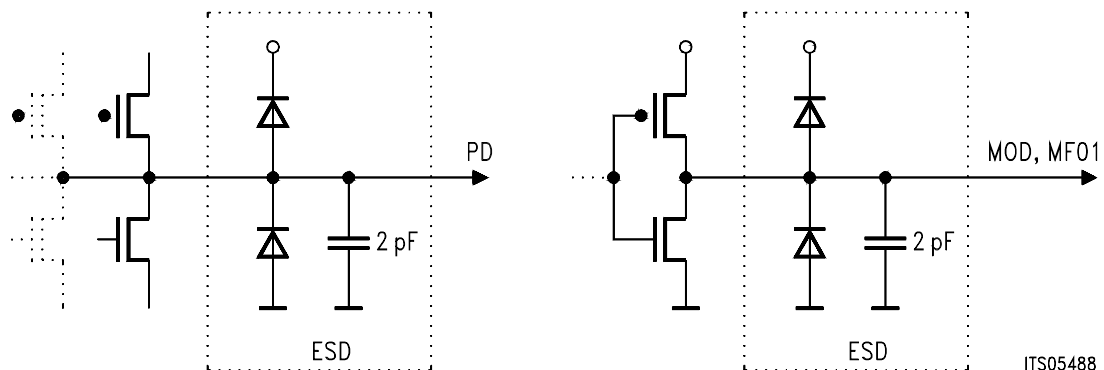 PD
MOD, MF01
2 pF
2 pF
ESD
ESD
ITS05488